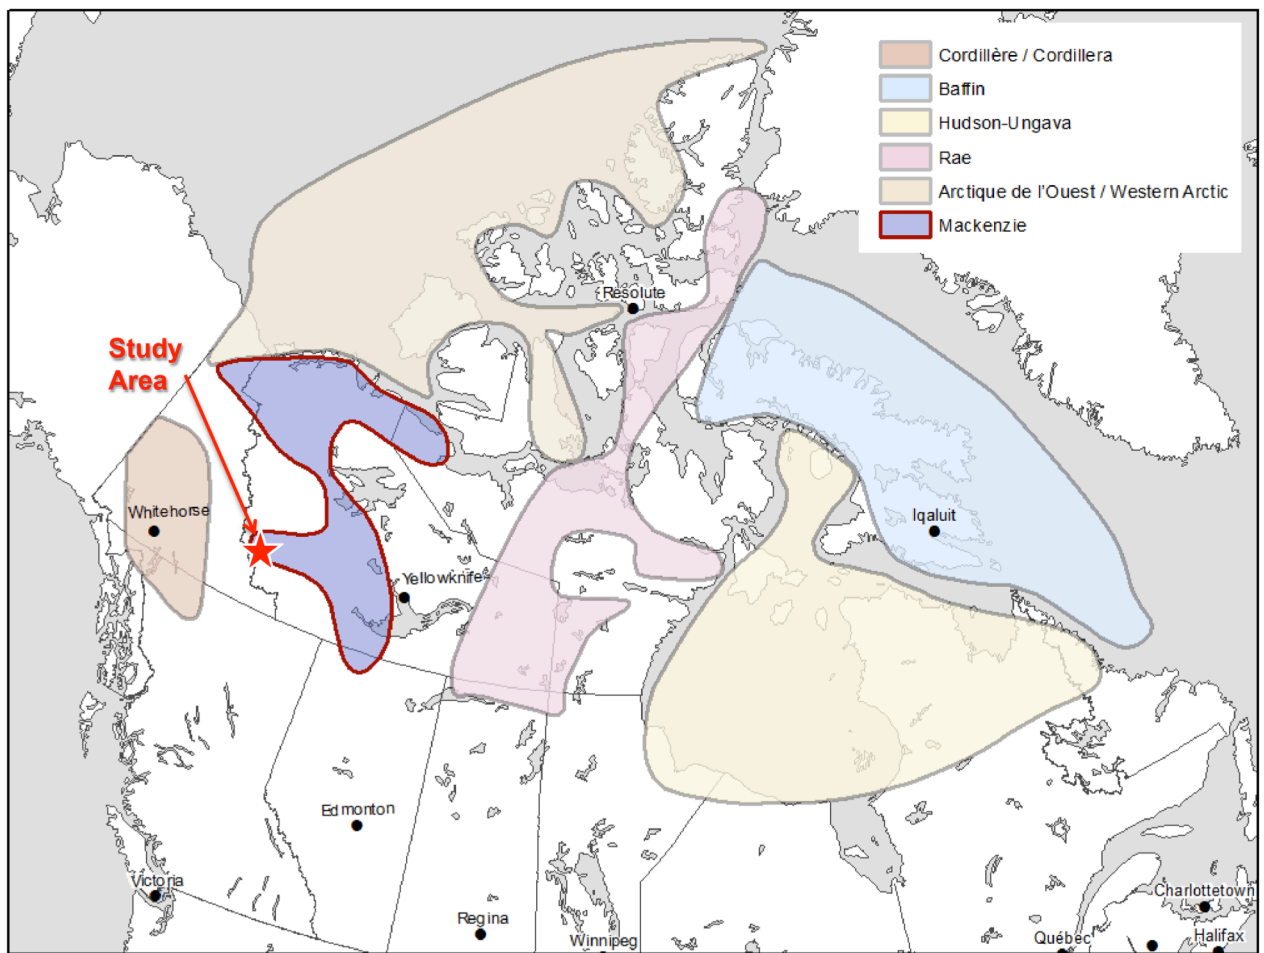 Cordillère / Cordillera
Baffin
Hudson-Ungava
Rae
Arctique de l'Ouest / Western Arctic
Mackenzie
Resolute
Study
Area
Whitehorse
Iqaluit
Yellowknife
Edmonton
Victoria
Charlottetown
Regina
Winnipeg
Québec
Halifax